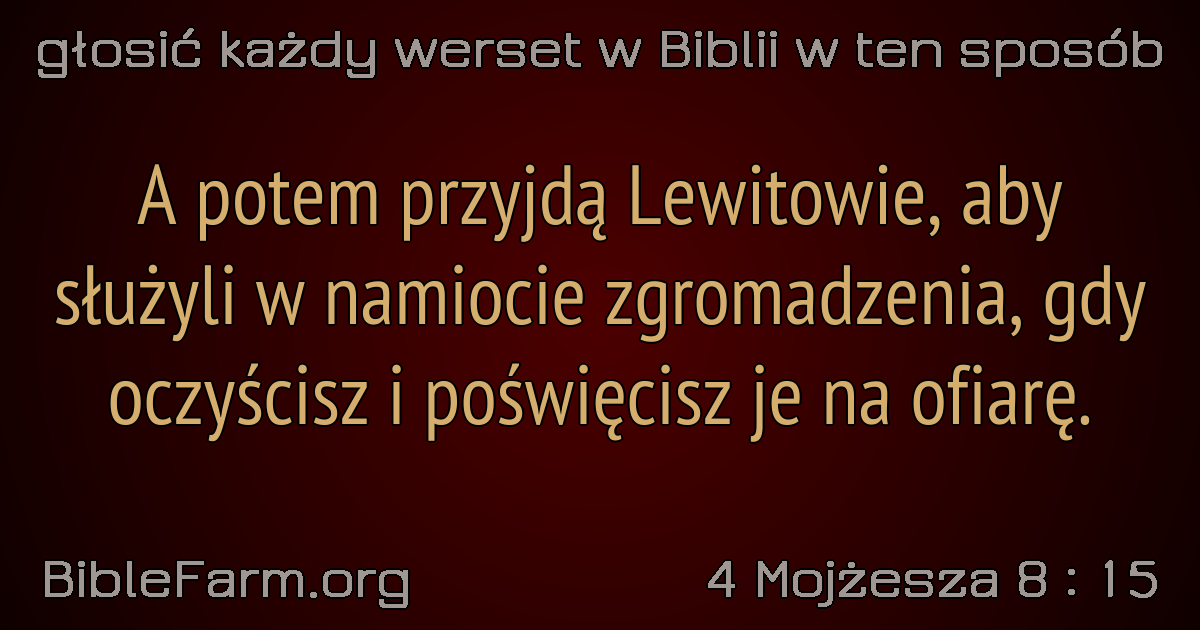 głosić każdy werset w Biblii w ten sposób
A potem przyjdą Lewitowie, aby
służyli w namiocie zgromadzenia, gdy
oczyścisz i poświęcisz je na ofiarę.
BibleFarm.org
4 Mojżesza 8 : 15